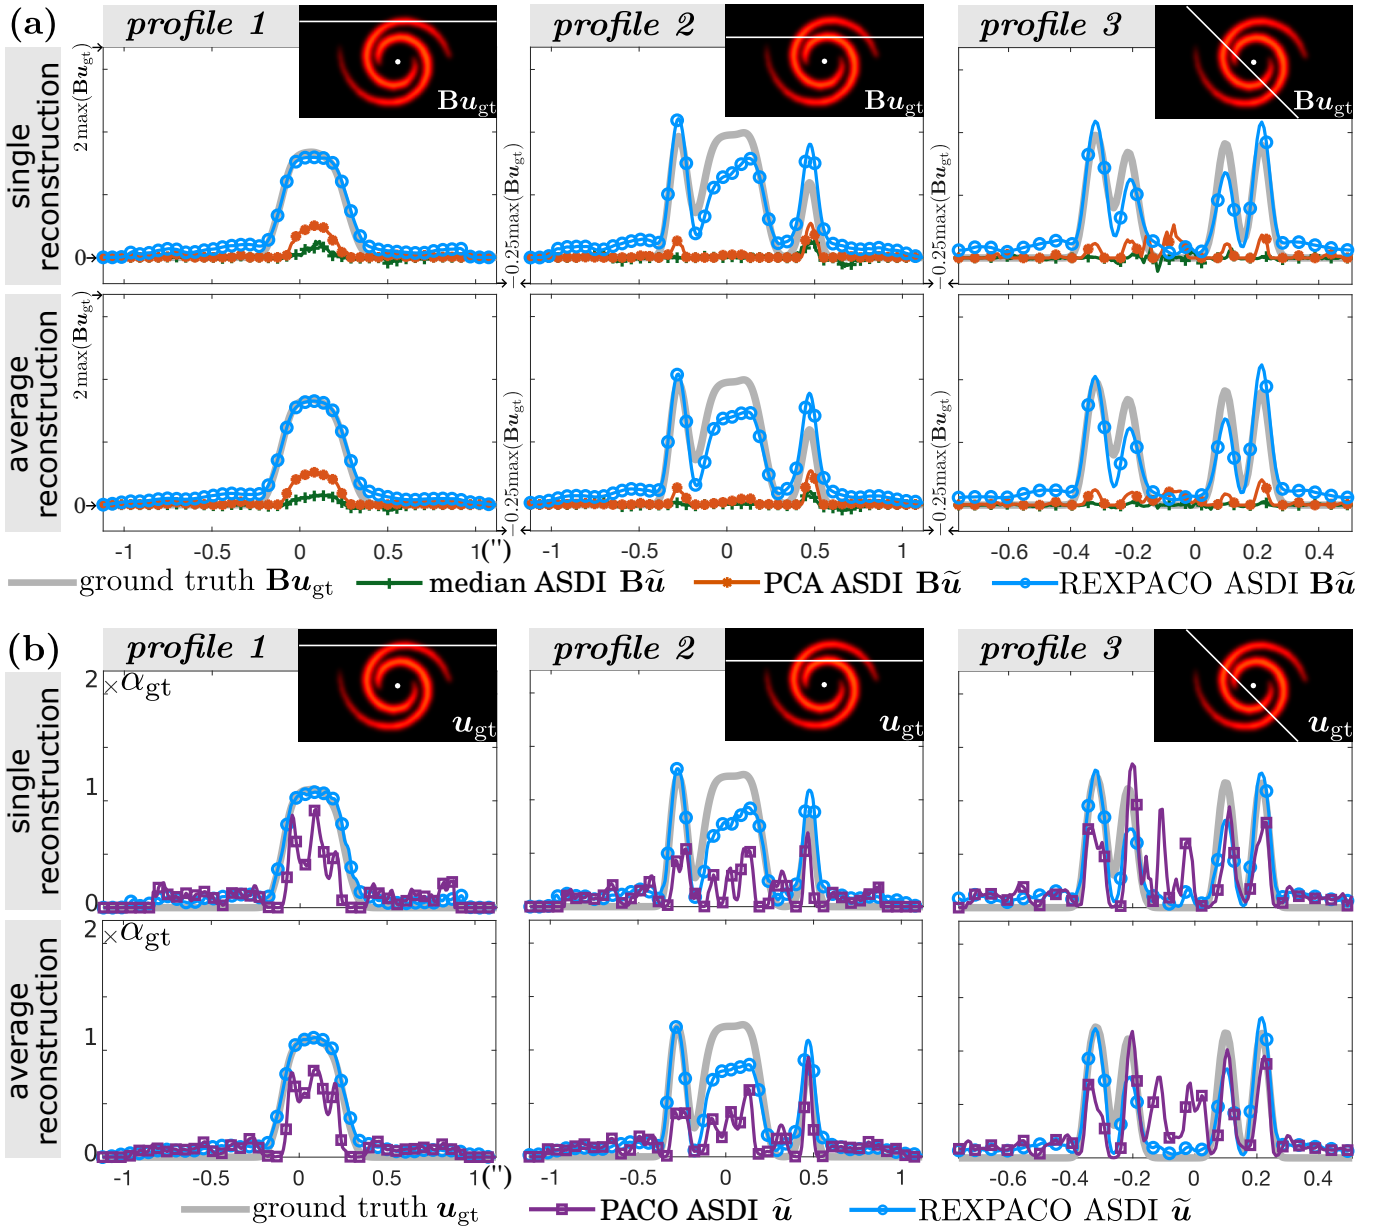 (a)
profile 1
profile 2
profile 3
𝐁𝒖gt
𝐁𝒖gt
𝐁𝒖gt
single
reconstruction
2max(𝐁𝒖gt)
0
−0.25max(𝐁𝒖gt)
−0.25max(𝐁𝒖gt)
average
reconstruction
2max(𝐁𝒖gt)
0
−0.25max(𝐁𝒖gt)
−0.25max(𝐁𝒖gt)
-1 -0.5 0 0.5 1('')
-1 -0.5 0 0.5 1
-0.6 -0.4 -0.2 0 0.2 0.4
ground truth 𝐁𝒖gt
median ASDI 𝐁𝒖̃
PCA ASDI 𝐁𝒖̃
REXPACO ASDI 𝐁𝒖̃
(b)
profile 1
profile 2
profile 3
𝒖gt
𝒖gt
𝒖gt
single
reconstruction
2 ×αgt
1
0
average
reconstruction
2 ×αgt
1
0
-1 -0.5 0 0.5 1('')
-1 -0.5 0 0.5 1
-0.6 -0.4 -0.2 0 0.2 0.4
ground truth 𝒖gt
PACO ASDI 𝒖̃
REXPACO ASDI 𝒖̃